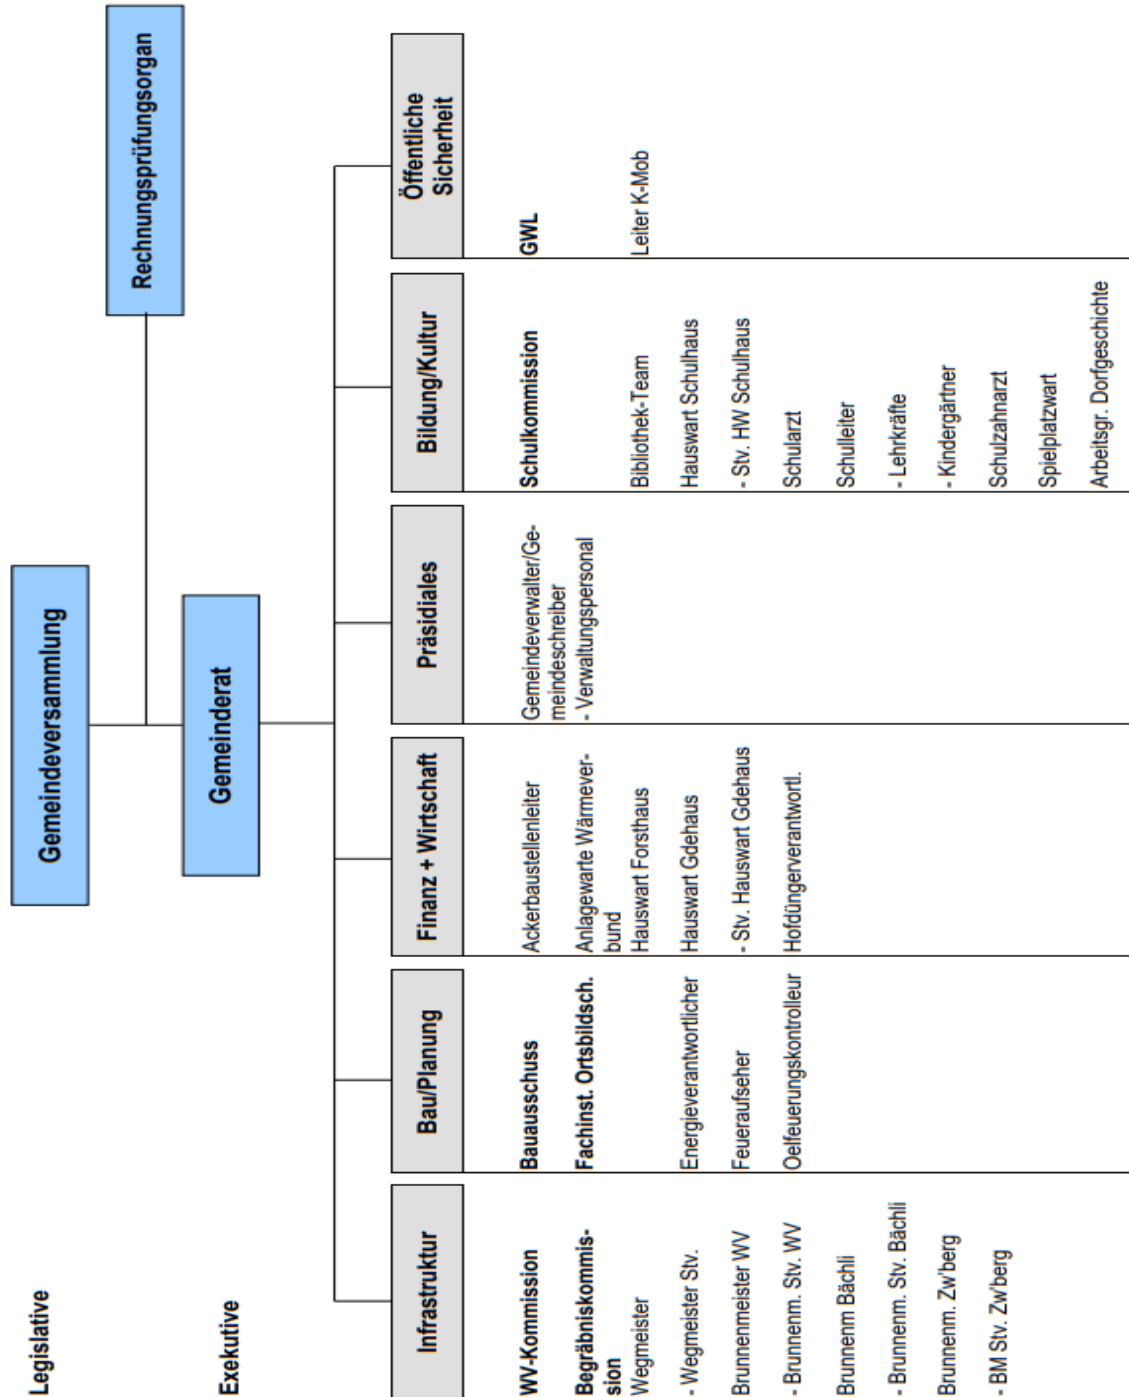 Legislative
Gemeindeversammlung
Rechnungsprüfungsorgan
Exekutive
Gemeinderat
Infrastruktur
WV-Kommission
Begräbniskommis-
sion
Wegmeister
- Wegmeister Stv.
Brunnenmeister WV
- Brunnenm. Stv. WV
Brunnenm Bächli
- Brunnenm. Stv. Bächli
Brunnenm. Zw'berg
- BM Stv. Zw'berg
Bau/Planung
Bauausschuss
Fachinst. Ortsbildsch.
Energieverantwortlicher
Feueraufseher
Oelfeuerungskontrolleur
Finanz + Wirtschaft
Ackerbaustellenleiter
Anlagewarte Wärmever-
bund
Hauswart Forsthaus
Hauswart Gdehaus
- Stv. Hauswart Gdehaus
Hofdüngerverantwortl.
Präsidiales
Gemeindeverwalter/Ge-
meindeschreiber
- Verwaltungspersonal
Bildung/Kultur
Schulkommission
Bibliothek-Team
Hauswart Schulhaus
- Stv. HW Schulhaus
Schularzt
Schulleiter
- Lehrkräfte
- Kindergärtner
Schulzahnarzt
Spielplatzwart
Arbeitsgr. Dorfgeschichte
Öffentliche
Sicherheit
GWL
Leiter K-Mob